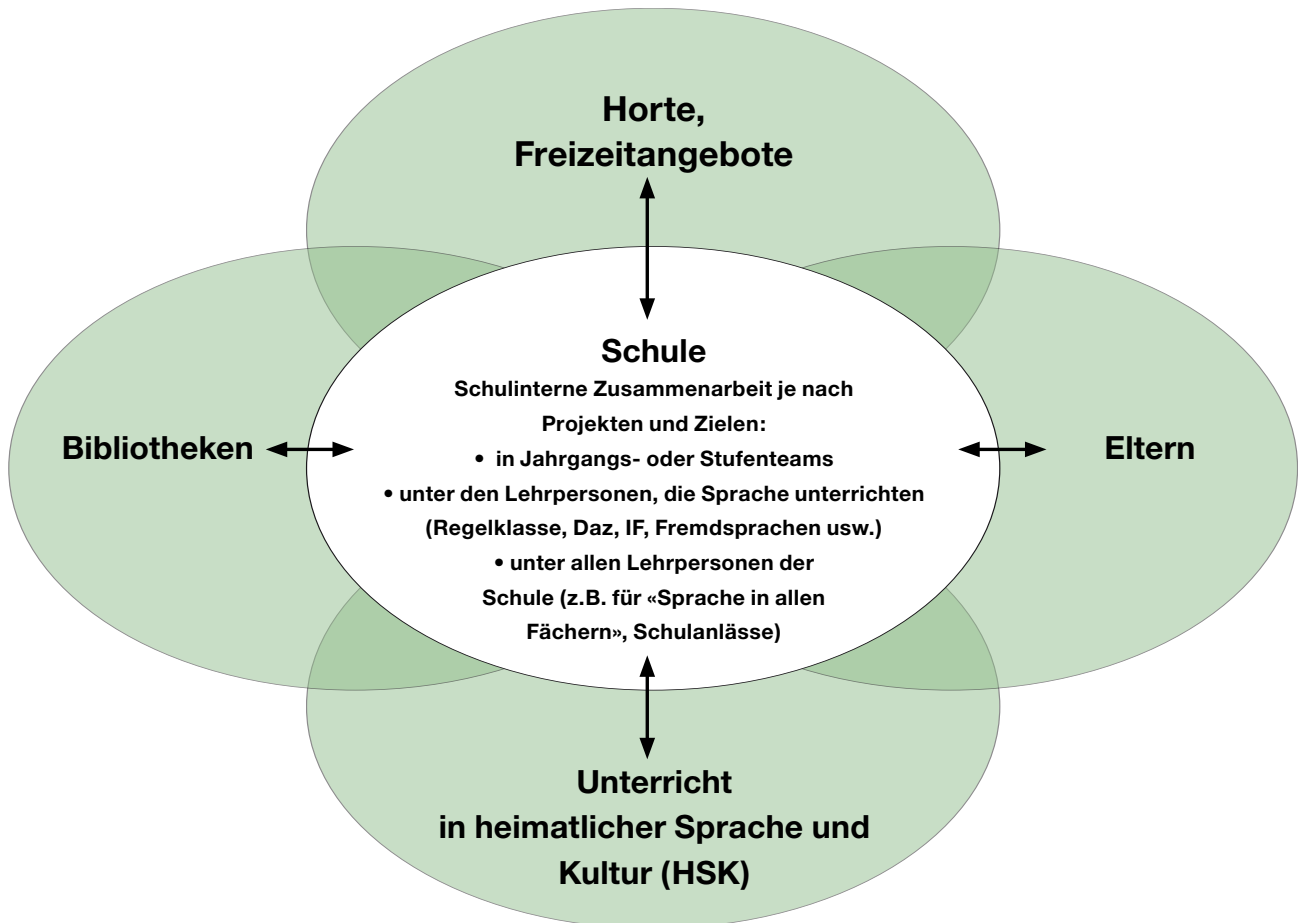 Horte,
Freizeitangebote
Schule
Schulinterne Zusammenarbeit je nach
Projekten und Zielen:
• in Jahrgangs- oder Stufenteams
• unter den Lehrpersonen, die Sprache unterrichten
(Regelklasse, Daz, IF, Fremdsprachen usw.)
• unter allen Lehrpersonen der
Schule (z.B. für «Sprache in allen
Fächern», Schulanlässe)
Bibliotheken
Eltern
Unterricht
in heimatlicher Sprache und
Kultur (HSK)